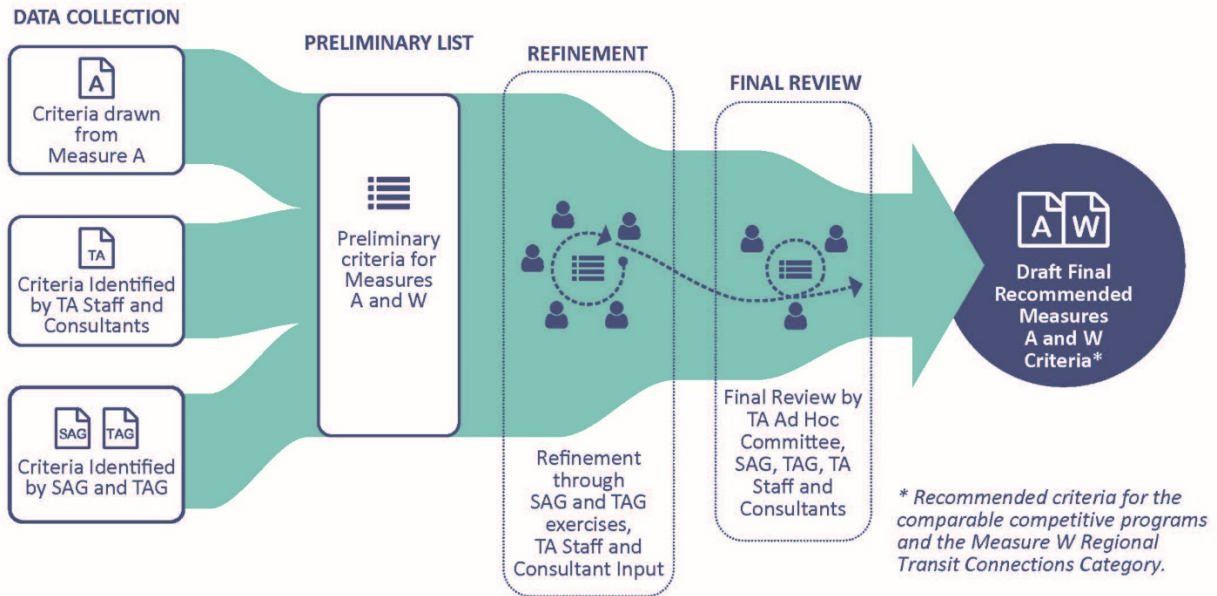 DATA COLLECTION
A
Criteria drawn
from
Measure A
TA
Criteria Identified
by TA Staff and
Consultants
SAG TAG
Criteria Identified
by SAG and TAG
PRELIMINARY LIST
Preliminary
criteria for
Measures
A and W
REFINEMENT
Refinement
through
SAG and TAG
exercises,
TA Staff and
Consultant Input
FINAL REVIEW
Final Review by
TA Ad Hoc
Committee,
SAG, TAG, TA
Staff and
Consultants
A W
Draft Final
Recommended
Measures
A and W
Criteria*
* Recommended criteria for the
comparable competitive programs
and the Measure W Regional
Transit Connections Category.